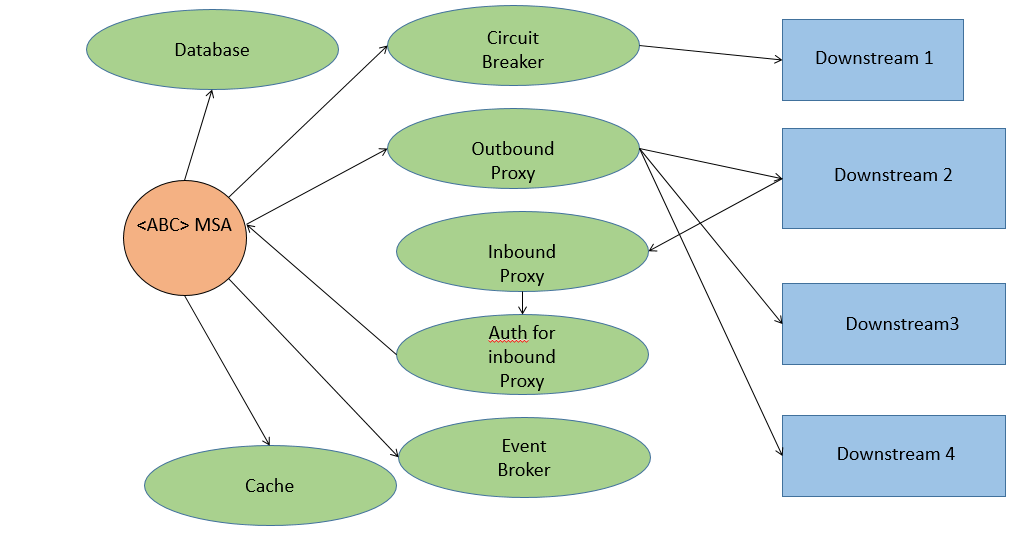 Database
Circuit
Breaker
Downstream 1
Outbound
Proxy
Downstream 2
<ABC> MSA
Inbound
Proxy
Auth for
inbound
Proxy
Downstream3
Event
Broker
Downstream 4
Cache